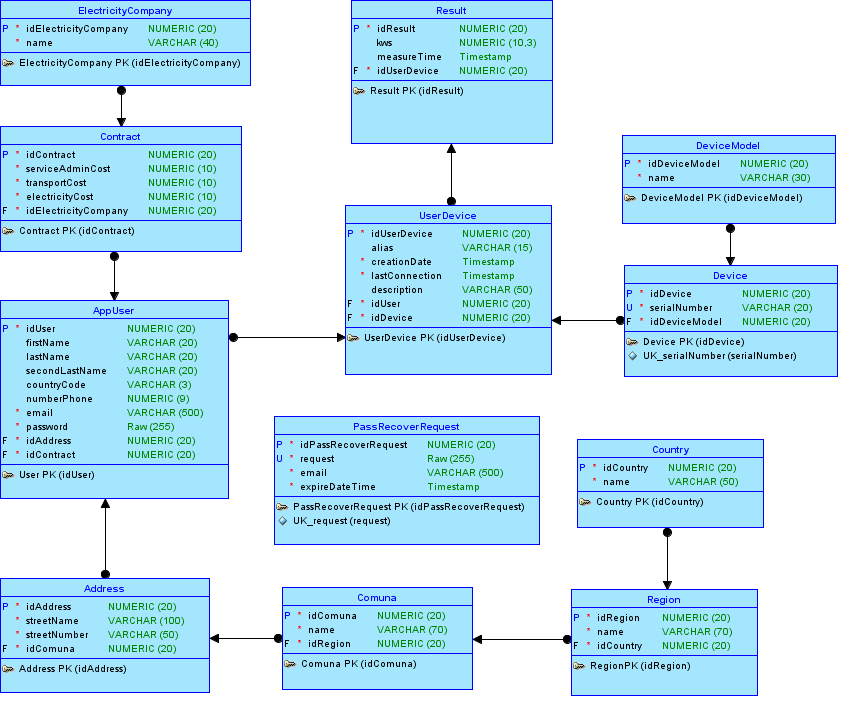 ElectricityCompany
P * idElectricityCompany NUMERIC (20)
* name VARCHAR (40)
ElectricityCompany PK (idElectricityCompany)
Result
P * idResult NUMERIC (20)
kws NUMERIC (10,3)
measureTime Timestamp
F * idUserDevice NUMERIC (20)
Result PK (idResult)
Contract
P * idContract NUMERIC (20)
* serviceAdminCost NUMERIC (10)
* transportCost NUMERIC (10)
* electricityCost NUMERIC (10)
F * idElectricityCompany NUMERIC (20)
Contract PK (idContract)
DeviceModel
P * idDeviceModel NUMERIC (20)
* name VARCHAR (30)
DeviceModel PK (idDeviceModel)
UserDevice
P * idUserDevice NUMERIC (20)
alias VARCHAR (15)
* creationDate Timestamp
* lastConnection Timestamp
description VARCHAR (50)
F * idUser NUMERIC (20)
F * idDevice NUMERIC (20)
UserDevice PK (idUserDevice)
Device
P * idDevice NUMERIC (20)
U * serialNumber VARCHAR (20)
F * idDeviceModel NUMERIC (20)
Device PK (idDevice)
UK_serialNumber (serialNumber)
AppUser
P * idUser NUMERIC (20)
firstName VARCHAR (20)
lastName VARCHAR (20)
secondLastName VARCHAR (20)
countryCode VARCHAR (3)
numberPhone NUMERIC (9)
* email VARCHAR (500)
* password Raw (255)
F * idAddress NUMERIC (20)
F * idContract NUMERIC (20)
User PK (idUser)
PassRecoverRequest
P * idPassRecoverRequest NUMERIC (20)
U * request Raw (255)
* email VARCHAR (500)
* expireDateTime Timestamp
PassRecoverRequest PK (idPassRecoverRequest)
UK_request (request)
Country
P * idCountry NUMERIC (20)
* name VARCHAR (50)
Country PK (idCountry)
Address
P * idAddress NUMERIC (20)
* streetName VARCHAR (100)
* streetNumber VARCHAR (50)
F * idComuna NUMERIC (20)
Address PK (idAddress)
Comuna
P * idComuna NUMERIC (20)
* name VARCHAR (70)
F * idRegion NUMERIC (20)
Comuna PK (idComuna)
Region
P * idRegion NUMERIC (20)
* name VARCHAR (70)
F * idCountry NUMERIC (20)
RegionPK (idRegion)